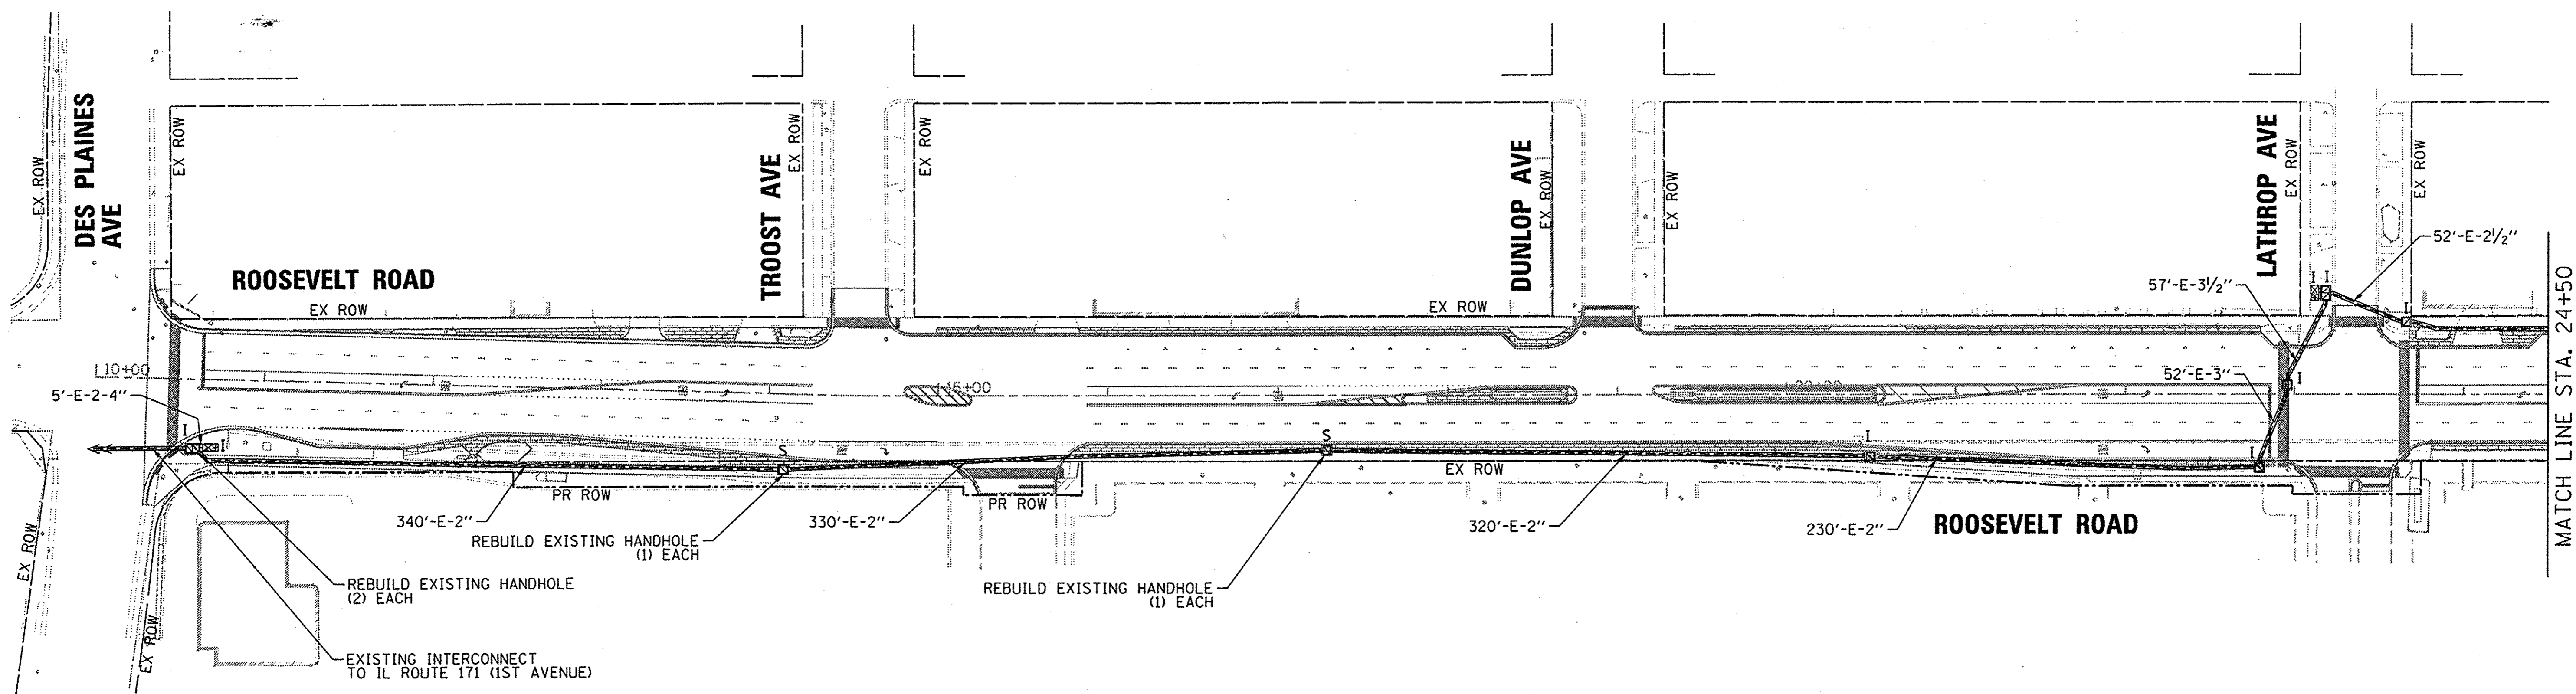 DES PLAINES
AVE
EX ROW
EX ROW
ROOSEVELT ROAD
EX ROW
TROOST AVE
EX ROW
EX ROW
DUNLOP AVE
EX ROW
EX ROW
EX ROW
LATHROP AVE
EX ROW
EX ROW
52'-E-2½"
57'-E-3½"
52'-E-3"
I I
I
I
I
MATCH LINE STA. 24+50
110+00
5'-E-2-4"
I
I
S
S
I
EX ROW
PR ROW
PR ROW
340'-E-2"
330'-E-2"
320'-E-2"
230'-E-2"
ROOSEVELT ROAD
REBUILD EXISTING HANDHOLE
(1) EACH
REBUILD EXISTING HANDHOLE
(2) EACH
REBUILD EXISTING HANDHOLE
(1) EACH
EX ROW
EX ROW
EXISTING INTERCONNECT
TO IL ROUTE 171 (1ST AVENUE)